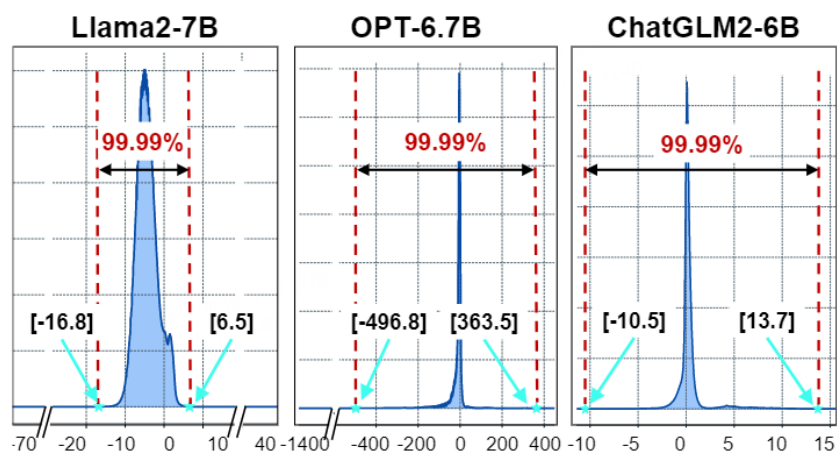 Llama2-7B
OPT-6.7B
ChatGLM2-6B
99.99%
99.99%
99.99%
[-16.8]
[6.5]
[-496.8]
[363.5]
[-10.5]
[13.7]
-70 -20 -10 0 10 40
-1400 -400 -200 0 200 400
-10 -5 0 5 10 15